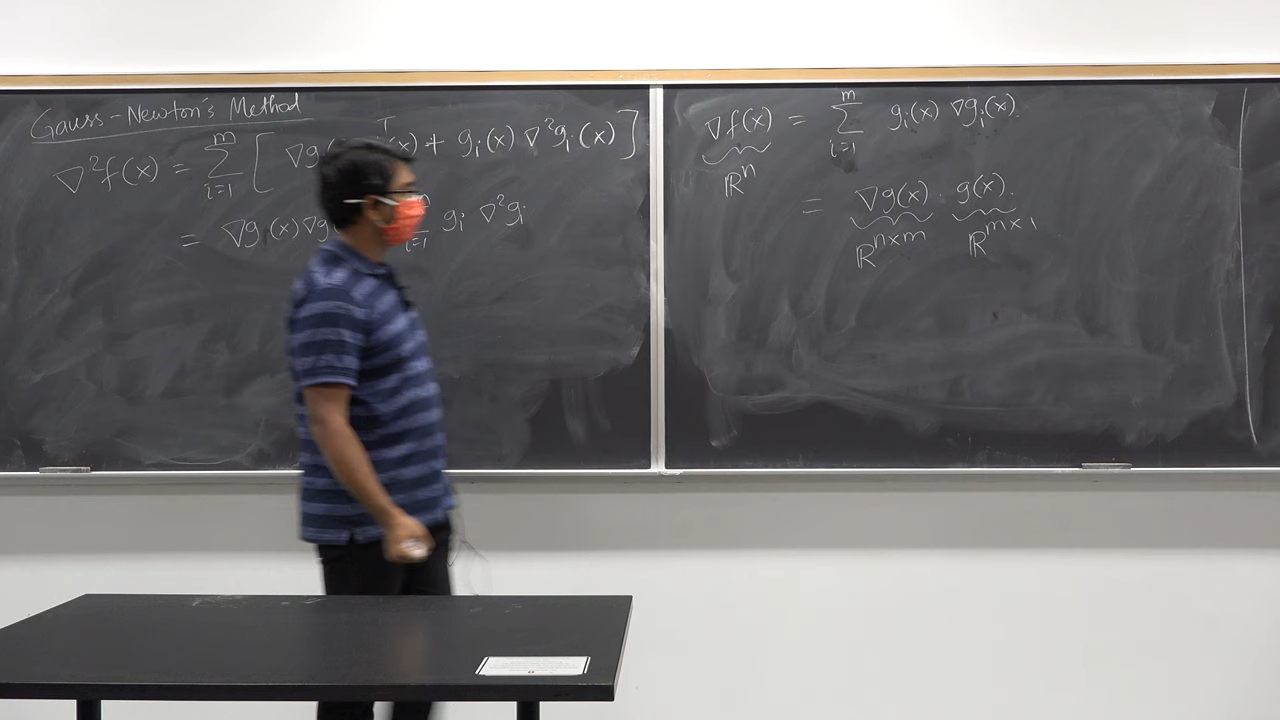 Gauss-Newton's Method
∇²f(x) = Σ_{i=1}^{m} [ ∇g (x)^T + g_i(x) ∇²g_i(x) ]
= ∇g(x) ∇g g_i ∇²g_i
∇f(x) = Σ_{i=1}^{m} g_i(x) ∇g_i(x).
ℝⁿ
= ∇g(x) · g(x).
ℝ^{n×m} ℝ^{m×1}